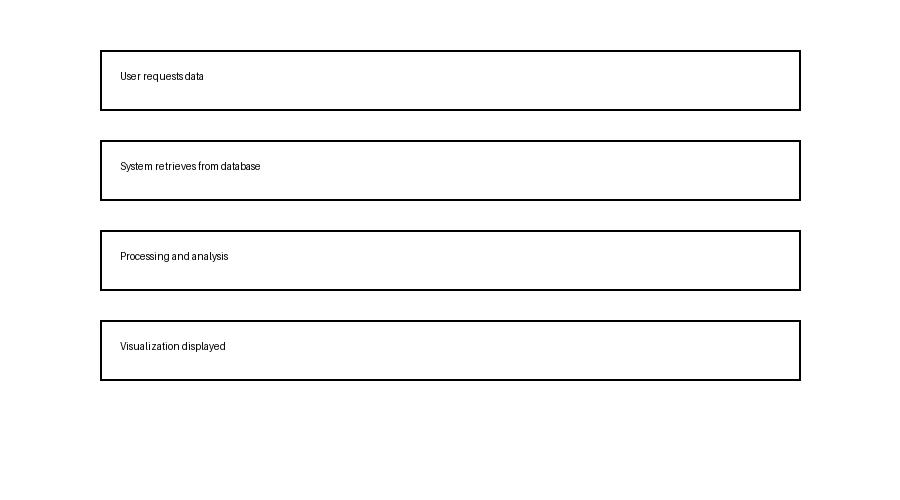 User requests data
System retrieves from database
Processing and analysis
Visualization displayed